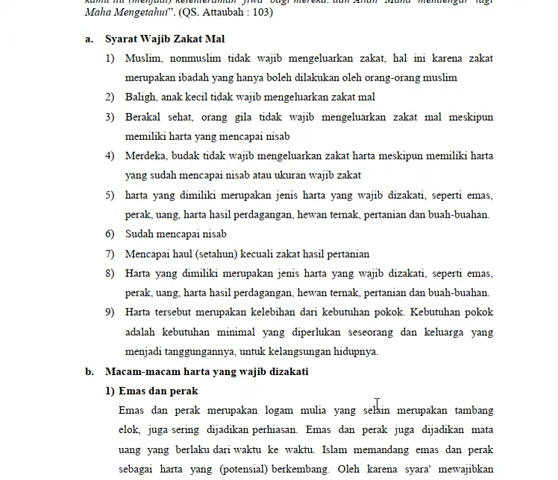 Maha Mengetahui". (QS. Attaubah : 103)
a. Syarat Wajib Zakat Mal
1) Muslim, nonmuslim tidak wajib mengeluarkan zakat, hal ini karena zakat
merupakan ibadah yang hanya boleh dilakukan oleh orang-orang muslim
2) Baligh, anak kecil tidak wajib mengeluarkan zakat mal
3) Berakal sehat, orang gila tidak wajib mengeluarkan zakat mal meskipun
memiliki harta yang mencapai nisab
4) Merdeka, budak tidak wajib mengeluarkan zakat harta meskipun memiliki harta
yang sudah mencapai nisab atau ukuran wajib zakat
5) harta yang dimiliki merupakan jenis harta yang wajib dizakati, seperti emas,
perak, uang, harta hasil perdagangan, hewan ternak, pertanian dan buah-buahan.
6) Sudah mencapai nisab
7) Mencapai haul (setahun) kecuali zakat hasil pertanian
8) Harta yang dimiliki merupakan jenis harta yang wajib dizakati, seperti emas,
perak, uang, harta hasil perdagangan, hewan ternak, pertanian dan buah-buahan.
9) Harta tersebut merupakan kelebihan dari kebutuhan pokok. Kebutuhan pokok
adalah kebutuhan minimal yang diperlukan seseorang dan keluarga yang
menjadi tanggungannya, untuk kelangsungan hidupnya.
b. Macam-macam harta yang wajib dizakati
1) Emas dan perak
Emas dan perak merupakan logam mulia yang selain merupakan tambang
elok, juga sering dijadikan perhiasan. Emas dan perak juga dijadikan mata
uang yang berlaku dari waktu ke waktu. Islam memandang emas dan perak
sebagai harta yang (potensial) berkembang. Oleh karena syara' mewajibkan